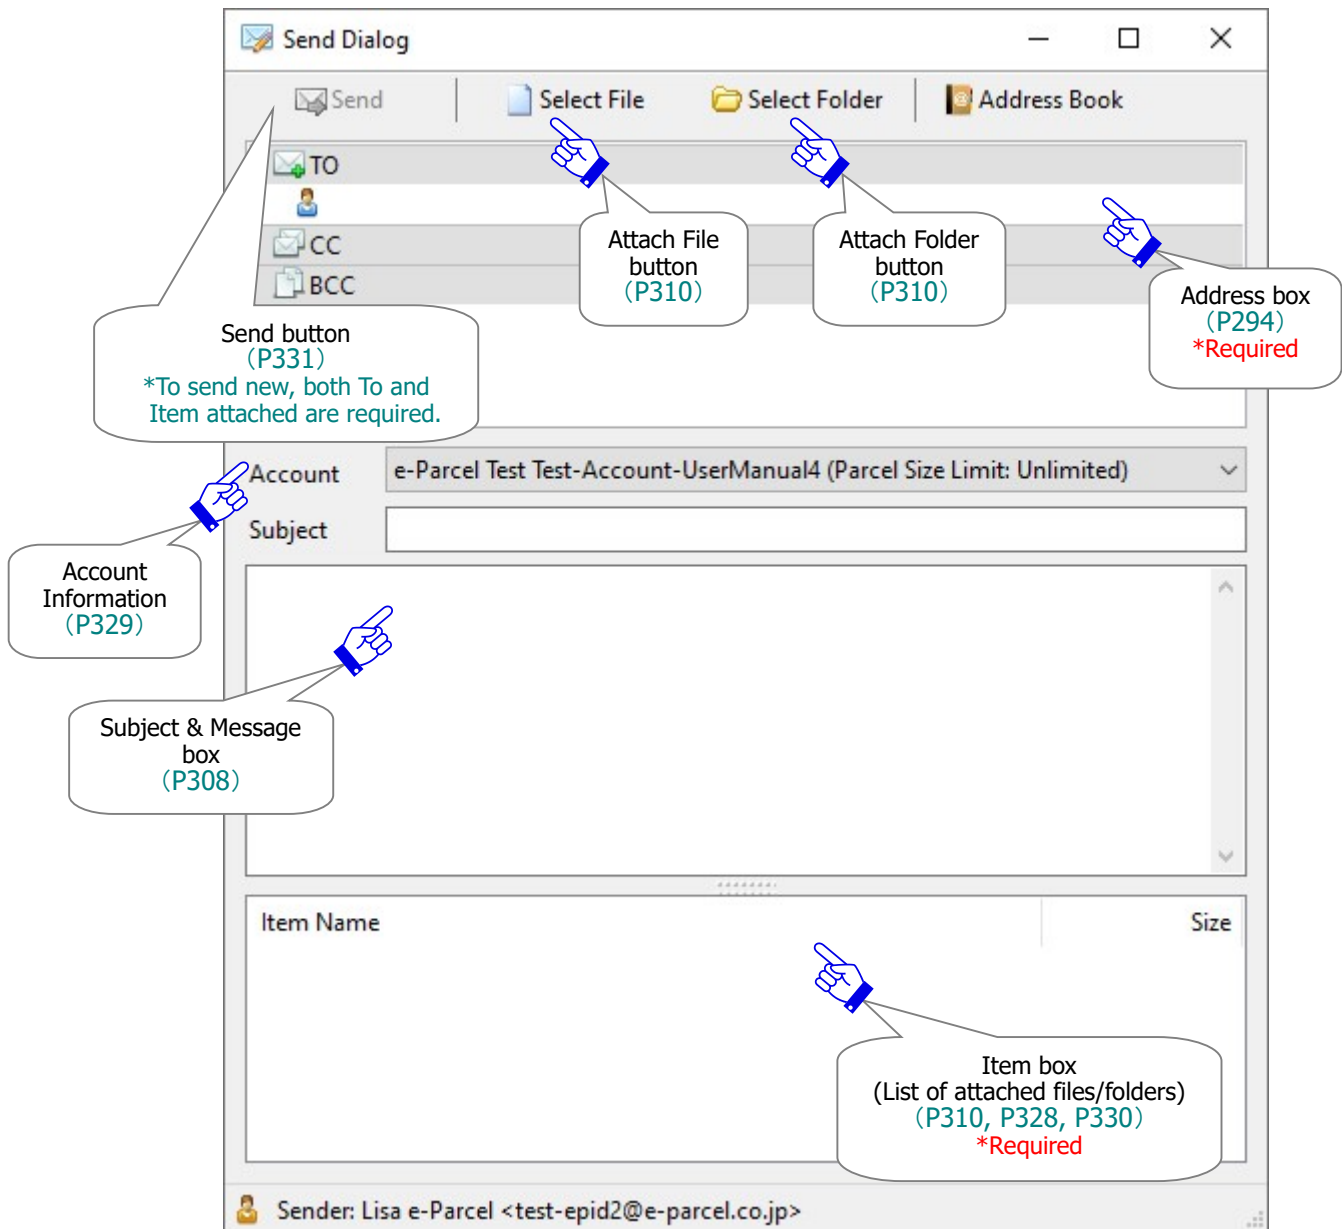 Send Dialog
Send
Select File
Select Folder
Address Book
TO
CC
BCC
Attach File
button
(P310)
Attach Folder
button
(P310)
Address box
(P294)
*Required
Send button
(P331)
*To send new, both To and
Item attached are required.
Account
e-Parcel Test Test-Account-UserManual4 (Parcel Size Limit: Unlimited)
Subject
Account
Information
(P329)
Subject & Message
box
(P308)
Item Name
Size
Item box
(List of attached files/folders)
(P310, P328, P330)
*Required
Sender: Lisa e-Parcel <test-epid2@e-parcel.co.jp>